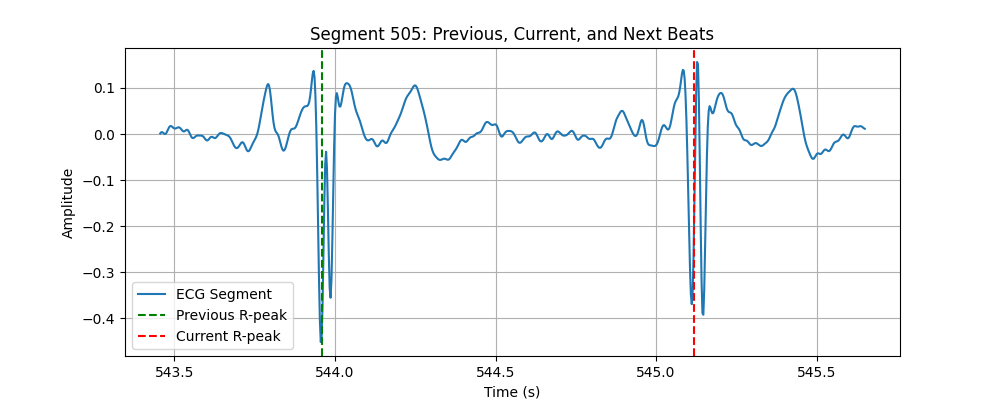 Segment 505: Previous, Current, and Next Beats
Amplitude
0.1
0.0
−0.1
−0.2
−0.3
−0.4
ECG Segment
Previous R-peak
Current R-peak
543.5 544.0 544.5 545.0 545.5
Time (s)